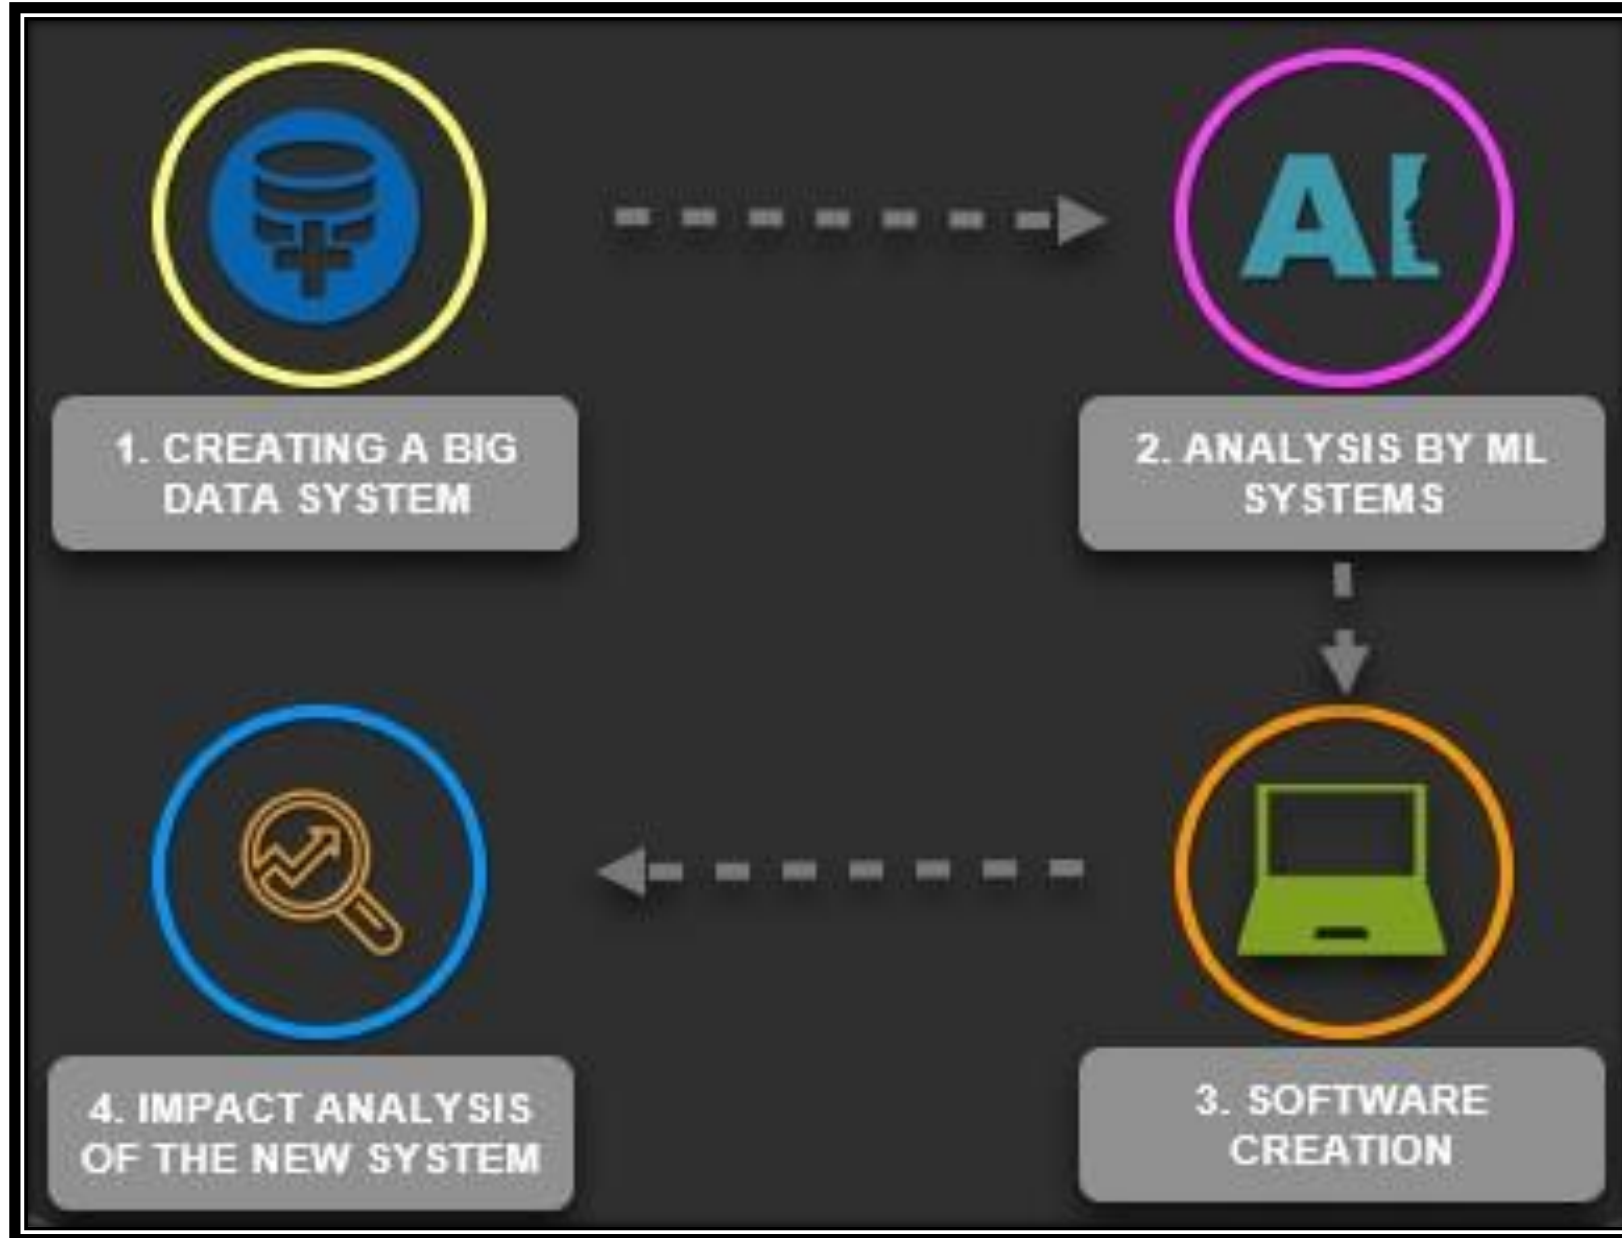 AI
1. CREATING A BIG
DATA SYSTEM
2. ANALYSIS BY ML
SYSTEMS
3. SOFTWARE
CREATION
4. IMPACT ANALYSIS
OF THE NEW SYSTEM